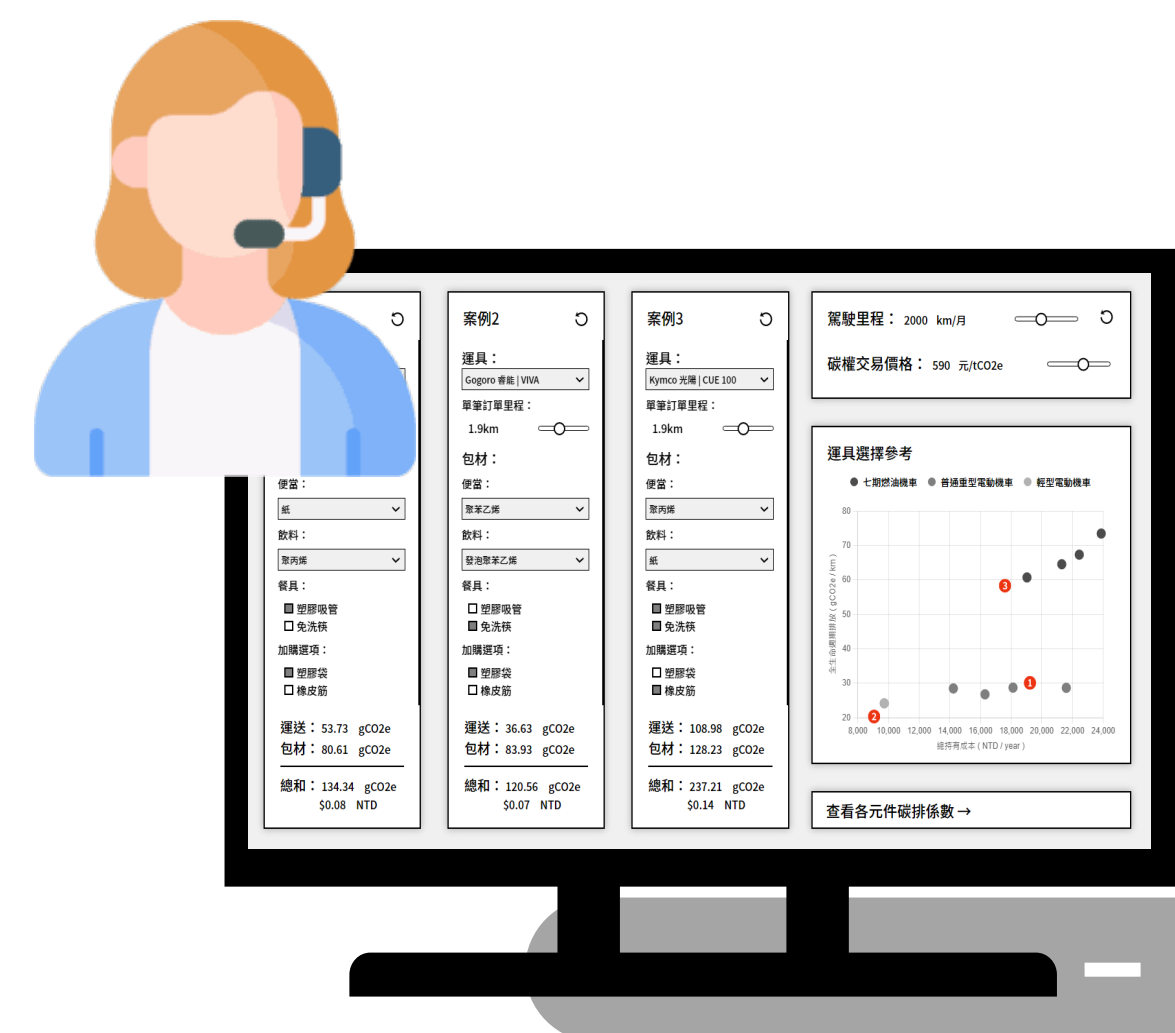 案例2
運具：
Gogoro 睿能 | VIVA
單筆訂單里程：
1.9km
包材：
便當：
聚苯乙烯
飲料：
發泡聚苯乙烯
餐具：
塑膠吸管
免洗筷
加購選項：
塑膠袋
橡皮筋
運送： 36.63 gCO2e
包材： 83.93 gCO2e
總和： 120.56 gCO2e
$0.07 NTD
案例3
運具：
Kymco 光陽 | CUE 100
單筆訂單里程：
1.9km
包材：
便當：
聚丙烯
飲料：
紙
餐具：
塑膠吸管
免洗筷
加購選項：
塑膠袋
橡皮筋
運送： 108.98 gCO2e
包材： 128.23 gCO2e
總和： 237.21 gCO2e
$0.14 NTD
便當：
紙
飲料：
聚丙烯
餐具：
塑膠吸管
免洗筷
加購選項：
塑膠袋
橡皮筋
運送： 53.73 gCO2e
包材： 80.61 gCO2e
總和： 134.34 gCO2e
$0.08 NTD
駕駛里程： 2000 km/月
碳權交易價格： 590 元/tCO2e
運具選擇參考
七期燃油機車 普通重型電動機車 輕型電動機車
全生命週期排放 ( gCO2e / km )
80
70
60
50
40
30
20
3
1
2
8,000 10,000 12,000 14,000 16,000 18,000 20,000 22,000 24,000
總持有成本 ( NTD / year )
查看各元件碳排係數→